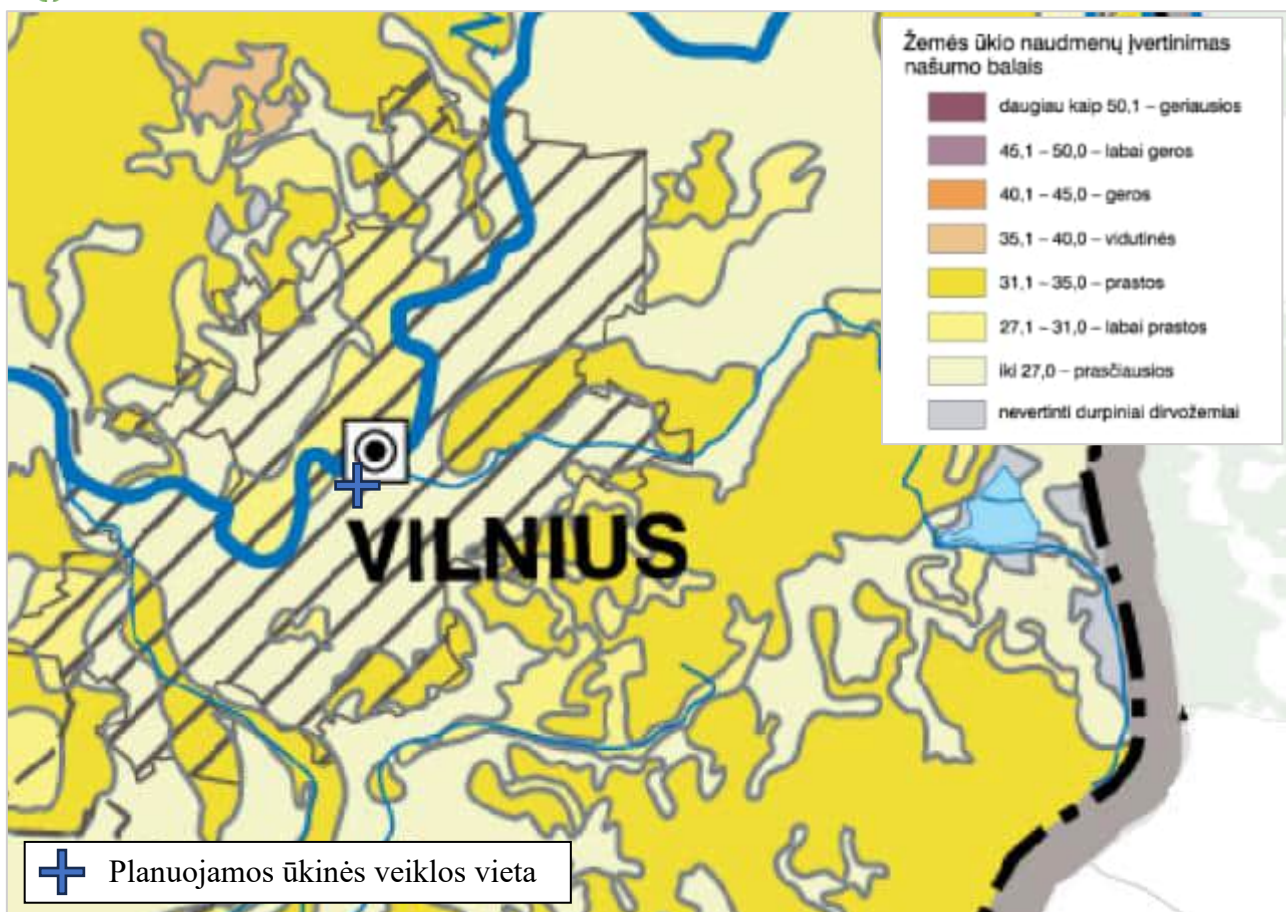 Žemės ūkio naudmenų įvertinimas
našumo balais
daugiau kaip 50,1 – geriausios
45,1 – 50,0 – labai geros
40,1 – 45,0 – geros
35,1 – 40,0 – vidutinės
31,1 – 35,0 – prastos
27,1 – 31,0 – labai prastos
iki 27,0 – prasčiausios
nevertinti durpiniai dirvožemiai
VILNIUS
Planuojamos ūkinės veiklos vieta